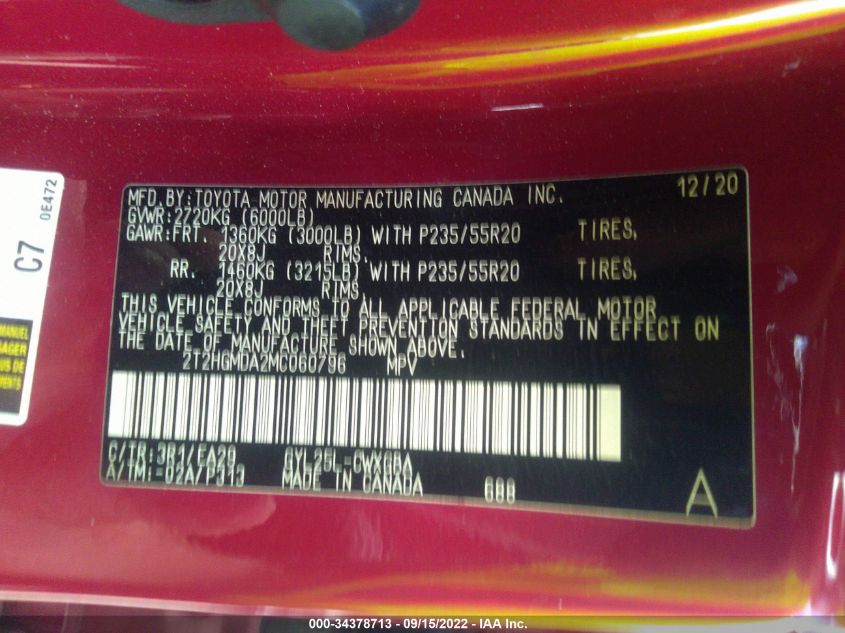 MFD. BY: TOYOTA MOTOR MANUFACTURING CANADA INC. 12/20
GVWR: 2720KG (6000LB)
GAWR: FRT. 1360KG (3000LB) WITH P235/55R20 TIRES,
20X8J RIMS.
RR. 1460KG (3215LB) WITH P235/55R20 TIRES,
20X8J RIMS.
THIS VEHICLE CONFORMS TO ALL APPLICABLE FEDERAL MOTOR
VEHICLE SAFETY AND THEFT PREVENTION STANDARDS IN EFFECT ON
THE DATE OF MANUFACTURE SHOWN ABOVE.
2T2HGMDA2MC060796 MPV
C/TR: 3R1/EA20 GYL25L-CWXGBA
A/TM: -02A/P313 MADE IN CANADA 688
A
C7
0E472
MANUEL
000-34378713 - 09/15/2022 - IAA Inc.